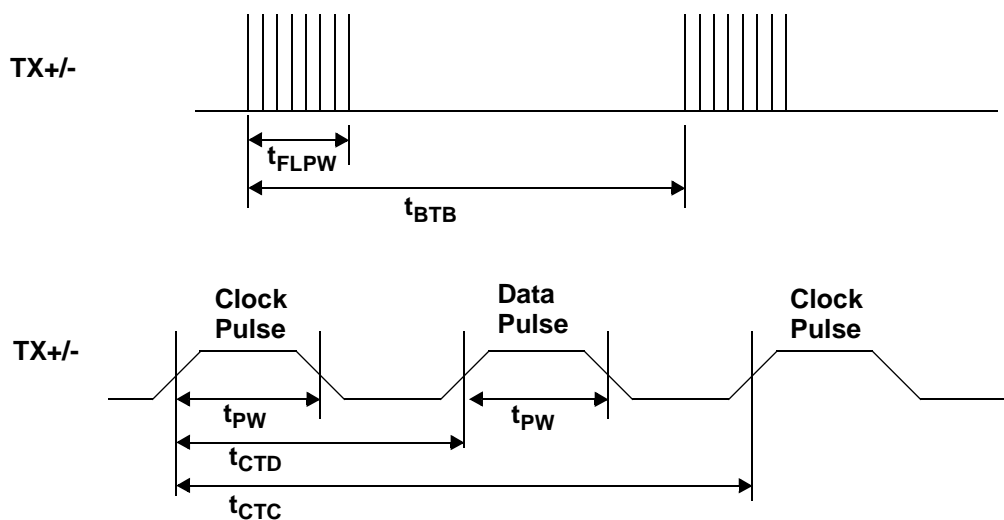 TX+/-
tFLPW
tBTB
Clock
Pulse
Data
Pulse
Clock
Pulse
TX+/-
tPW
tPW
tCTD
tCTC